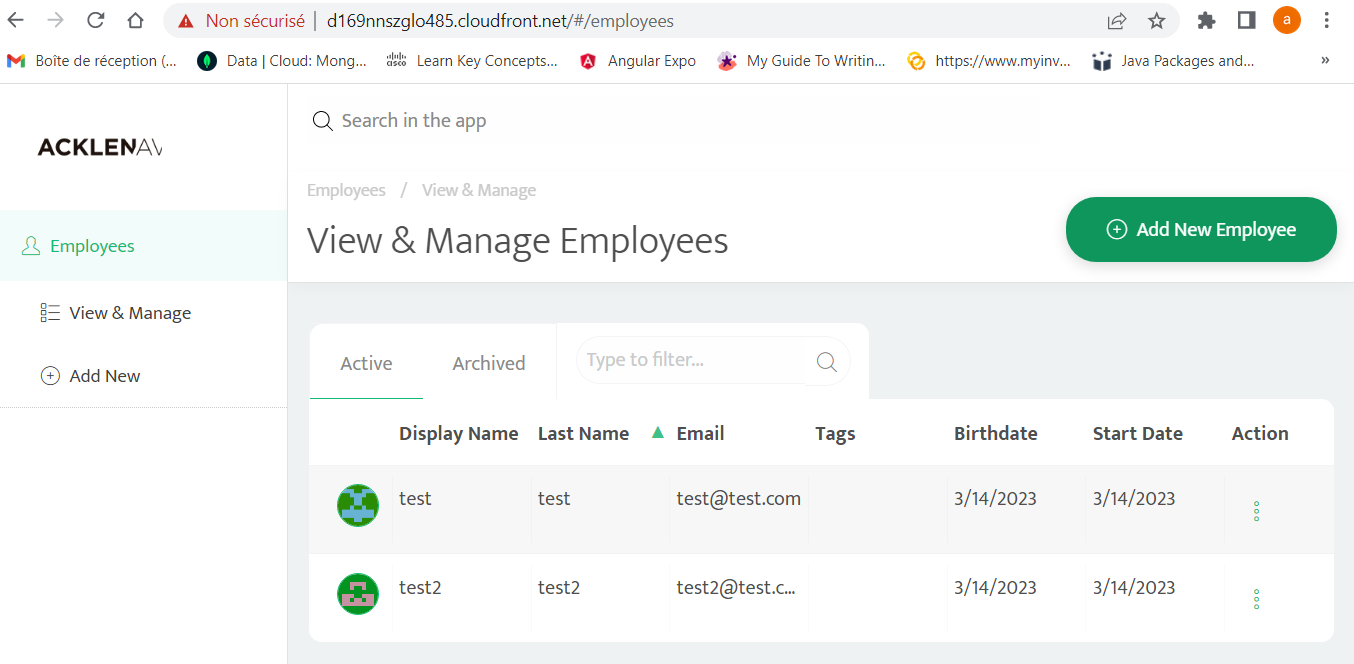 Non sécurisé | d169nnszglo485.cloudfront.net/#/employees
a
Boîte de réception (... Data | Cloud: Mong... Learn Key Concepts... Angular Expo My Guide To Writin... https://www.myinv... Java Packages and... »
ACKLENAV
Search in the app
Employees / View & Manage
View & Manage Employees
Add New Employee
Employees
View & Manage
Add New
Active Archived Type to filter...
Display Name Last Name Email Tags Birthdate Start Date Action
test test test@test.com 3/14/2023 3/14/2023
test2 test2 test2@test.c... 3/14/2023 3/14/2023